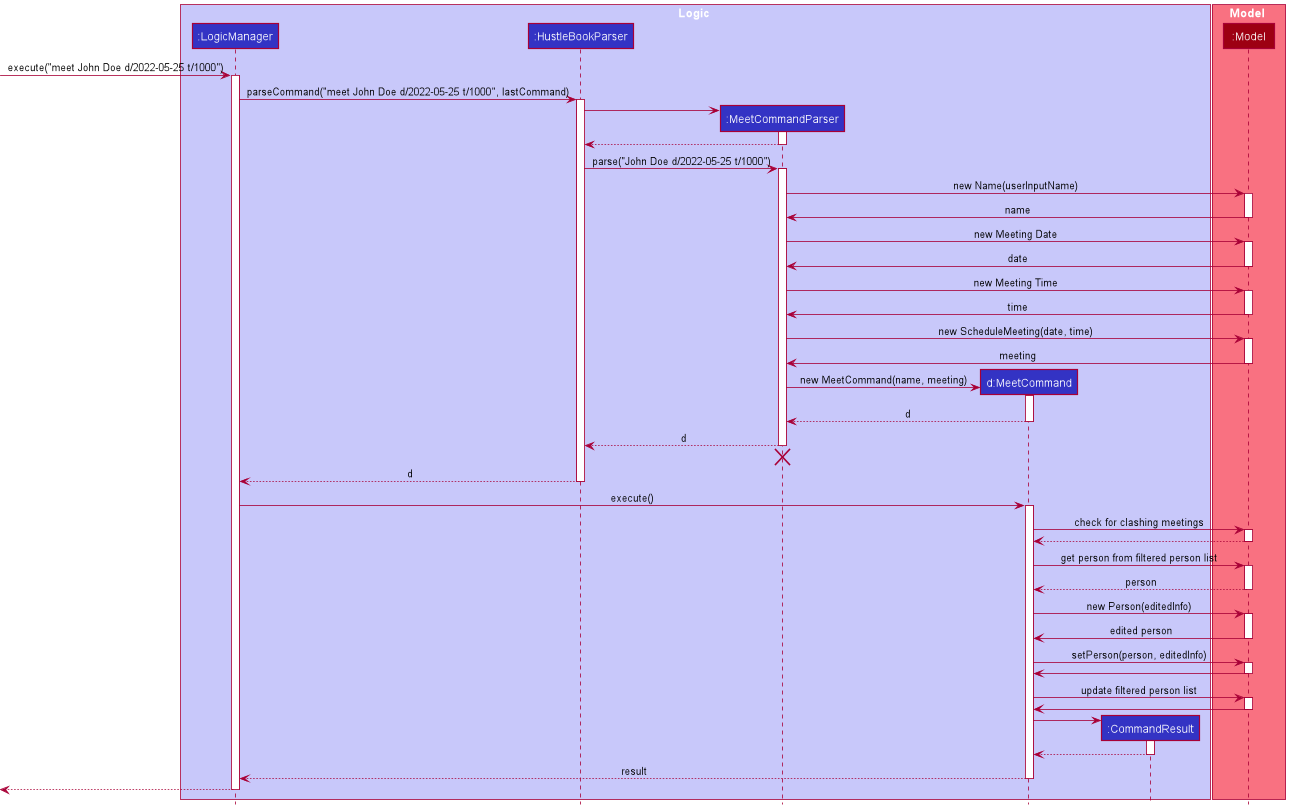 Logic
Model
:LogicManager
:HustleBookParser
:Model
execute("meet John Doe d/2022-05-25 t/1000")
parseCommand("meet John Doe d/2022-05-25 t/1000", lastCommand)
:MeetCommandParser
parse("John Doe d/2022-05-25 t/1000")
new Name(userInputName)
name
new Meeting Date
date
new Meeting Time
time
new ScheduleMeeting(date, time)
meeting
new MeetCommand(name, meeting)
d:MeetCommand
d
d
d
execute()
check for clashing meetings
get person from filtered person list
person
new Person(editedInfo)
edited person
setPerson(person, editedInfo)
update filtered person list
:CommandResult
result